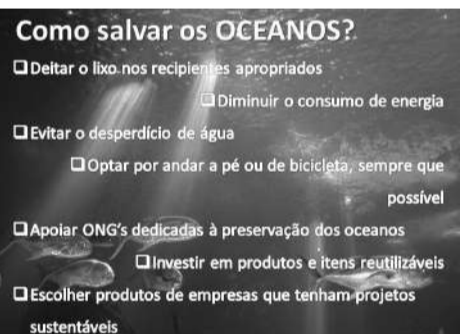 Como salvar os OCEANOS?
❑Deitar o lixo nos recipientes apropriados
❑Diminuir o consumo de energia
❑Evitar o desperdício de água
❑Optar por andar a pé ou de bicicleta, sempre que
possível
❑Apoiar ONG's dedicadas à preservação dos oceanos
❑Investir em produtos e itens reutilizáveis
❑Escolher produtos de empresas que tenham projetos
sustentáveis